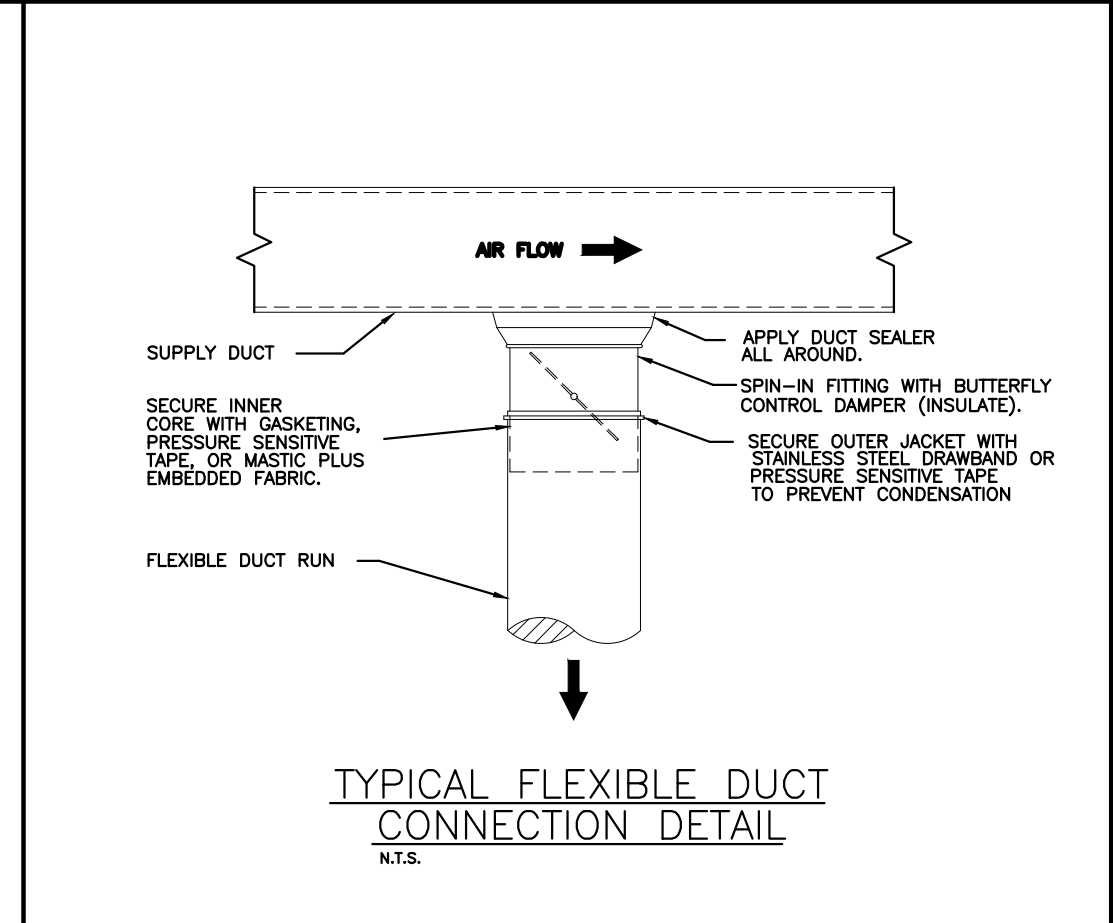 AIR FLOW
SUPPLY DUCT
APPLY DUCT SEALER
ALL AROUND.
SPIN-IN FITTING WITH BUTTERFLY
CONTROL DAMPER (INSULATE).
SECURE INNER
CORE WITH GASKETING,
PRESSURE SENSITIVE
TAPE, OR MASTIC PLUS
EMBEDDED FABRIC.
SECURE OUTER JACKET WITH
STAINLESS STEEL DRAWBAND OR
PRESSURE SENSITIVE TAPE
TO PREVENT CONDENSATION
FLEXIBLE DUCT RUN
TYPICAL FLEXIBLE DUCT
CONNECTION DETAIL
N.T.S.